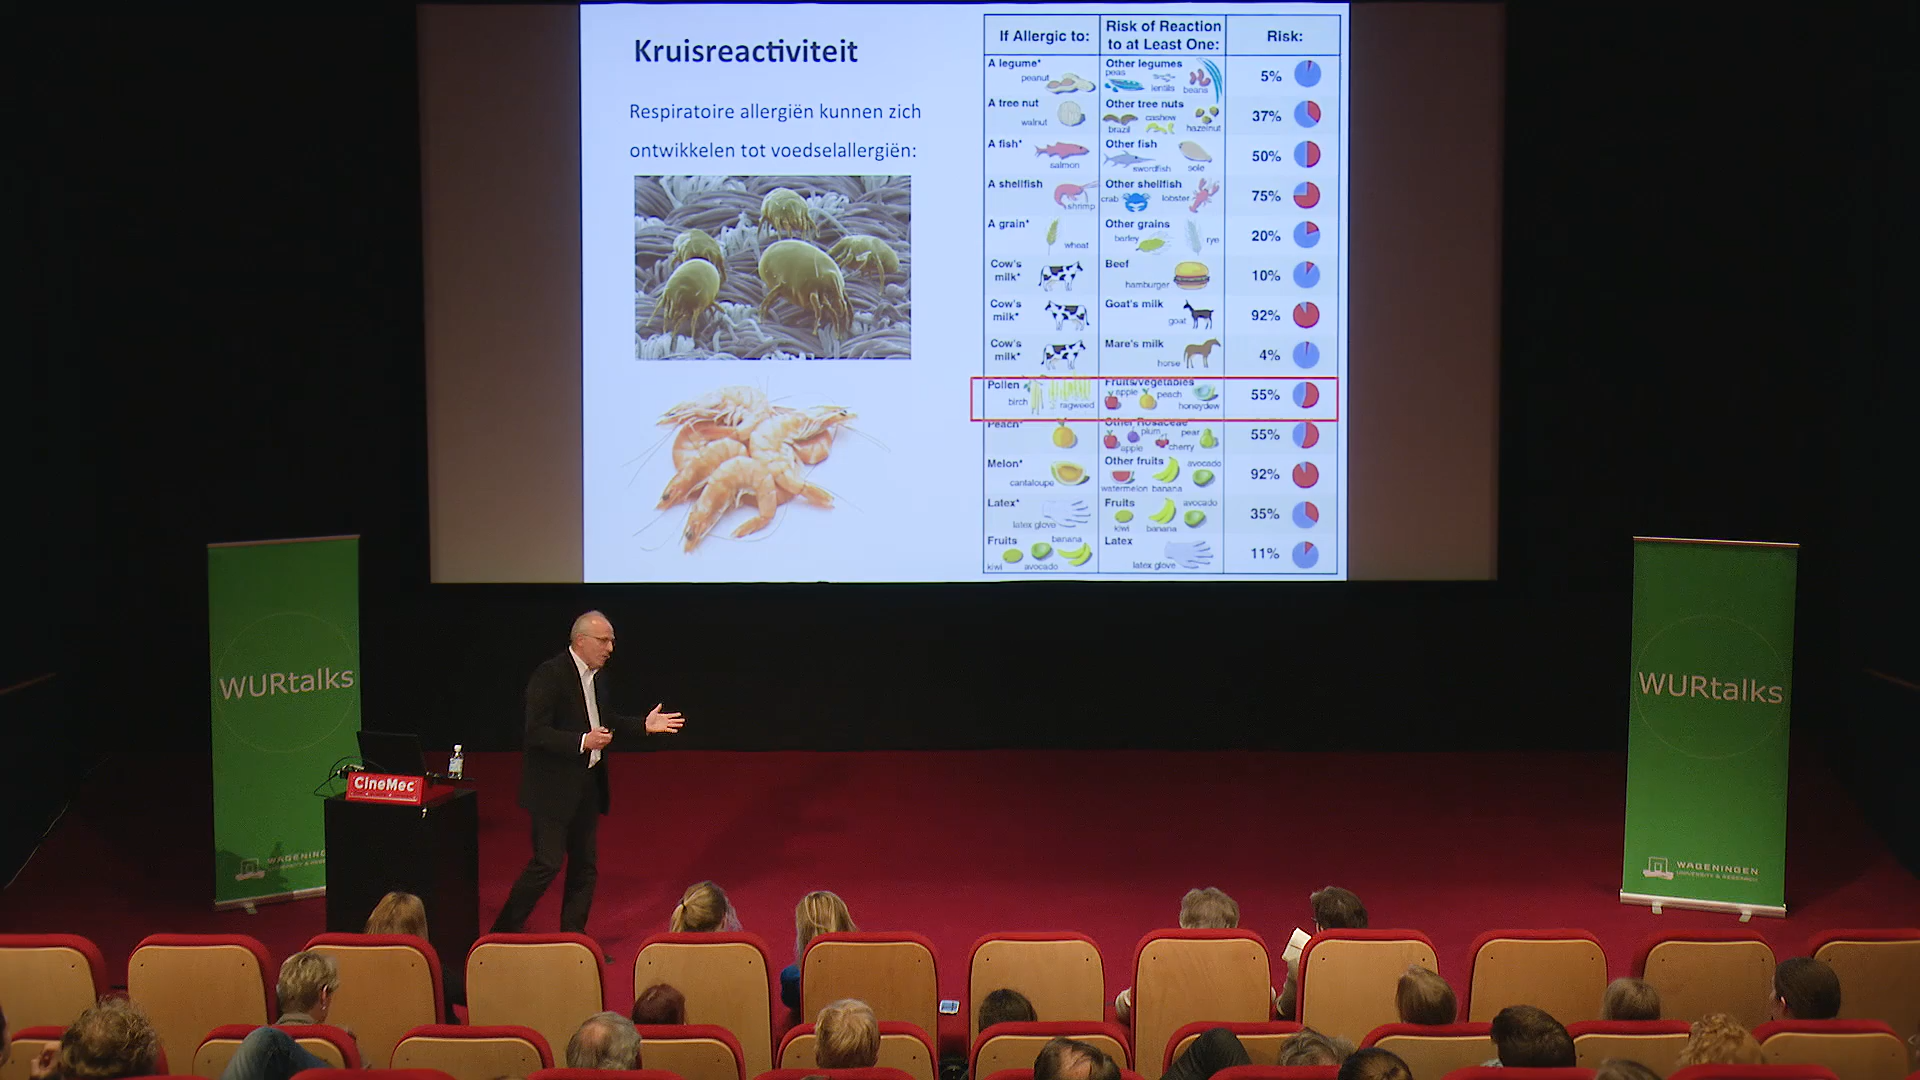 Kruisreactiviteit
Respiratoire allergiën kunnen zich
ontwikkelen tot voedselallergiën:
If Allergic to:
Risk of Reaction
to at Least One:
Risk:
A legume*
peanut
Other legumes
peas
lentils
beans
5%
A tree nut
walnut
Other tree nuts
brazil
cashew
hazelnut
37%
A fish*
salmon
Other fish
swordfish
sole
50%
A shellfish
shrimp
Other shellfish
crab
lobster
75%
A grain*
wheat
Other grains
barley
rye
20%
Cow's
milk*
Beef
hamburger
10%
Cow's
milk*
Goat's milk
goat
92%
Cow's
milk*
Mare's milk
horse
4%
Pollen
birch
ragweed
Fruits/vegetables
apple
peach
honeydew
55%
Peach*
Other Rosaceae
apple
plum
cherry
pear
55%
Melon*
cantaloupe
Other fruits
watermelon
banana
avocado
92%
Latex*
latex glove
Fruits
kiwi
banana
avocado
35%
Fruits
kiwi
avocado
banana
Latex
latex glove
11%
WURtalks
CineMec
WAGENING
WURtalks
WAGENINGEN
UNIVERSITY & RESEARCH